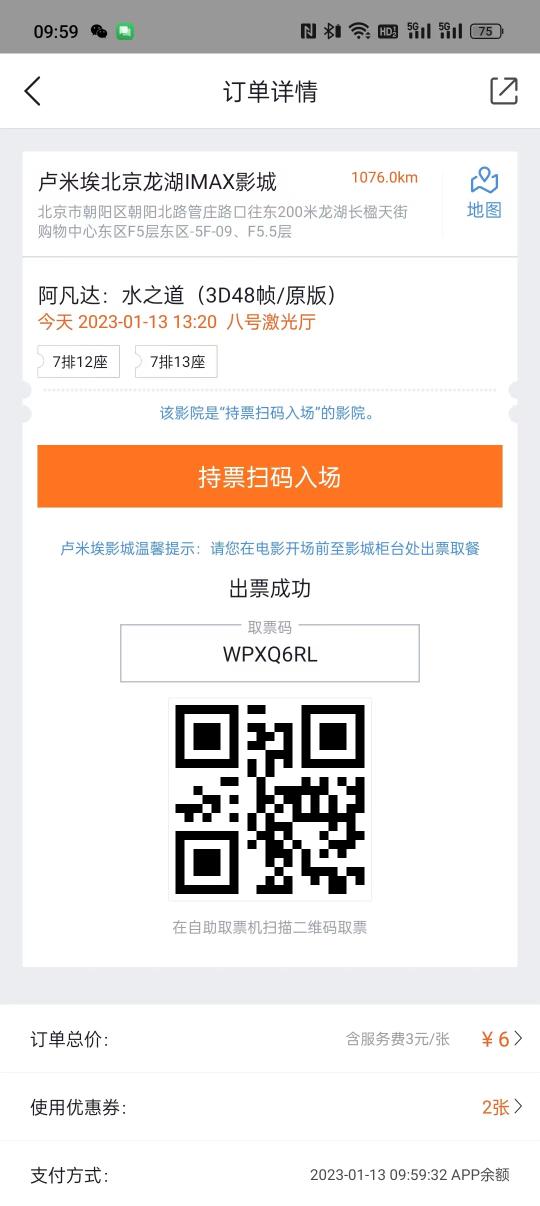 09:59
HD2 5G 5G 75
订单详情
卢米埃北京龙湖IMAX影城
1076.0km
北京市朝阳区朝阳北路管庄路口往东200米龙湖长楹天街
购物中心东区F5层东区-5F-09、F5.5层
地图
阿凡达：水之道（3D48帧/原版）
今天 2023-01-13 13:20 八号激光厅
7排12座 7排13座
该影院是“持票扫码入场”的影院。
持票扫码入场
卢米埃影城温馨提示：请您在电影开场前至影城柜台处出票取餐
出票成功
取票码
WPXQ6RL
在自助取票机扫描二维码取票
订单总价: 含服务费3元/张 ¥6
使用优惠券: 2张
支付方式: 2023-01-13 09:59:32 APP余额